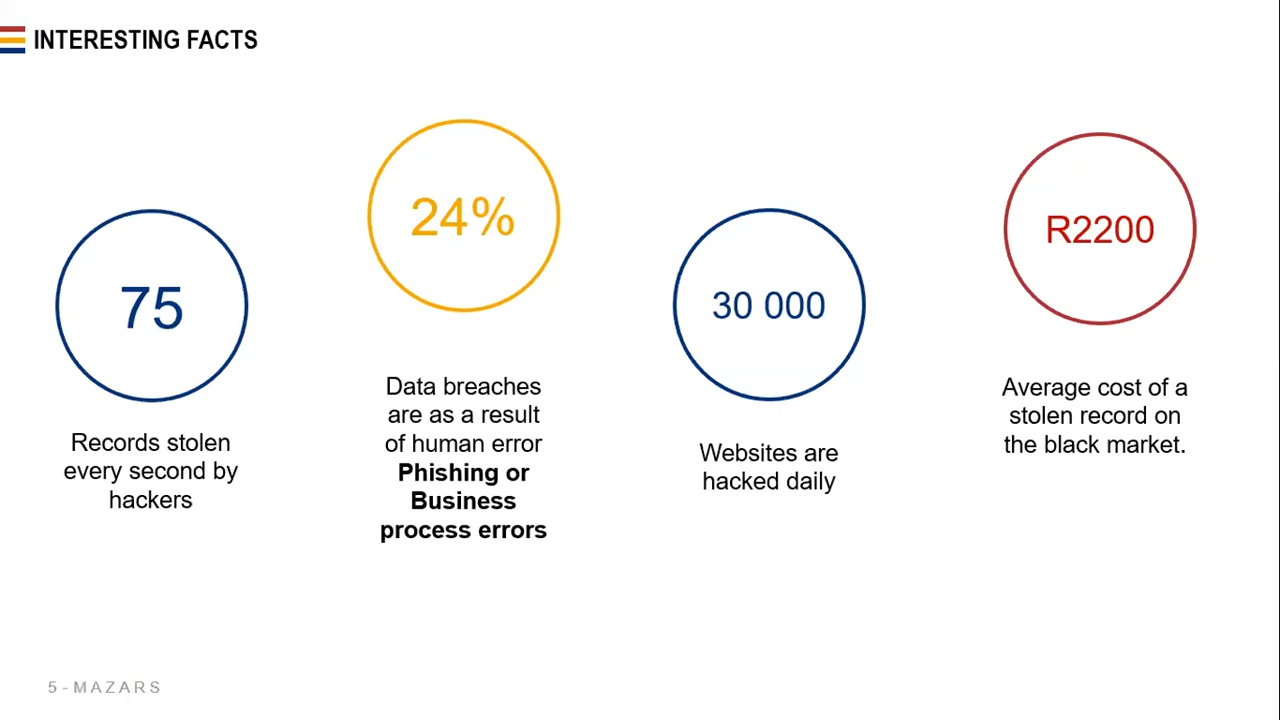 INTERESTING FACTS
75
Records stolen
every second by
hackers
24%
Data breaches
are as a result
of human error
Phishing or
Business
process errors
30 000
Websites are
hacked daily
R2200
Average cost of a
stolen record on
the black market.
5 - MAZARS